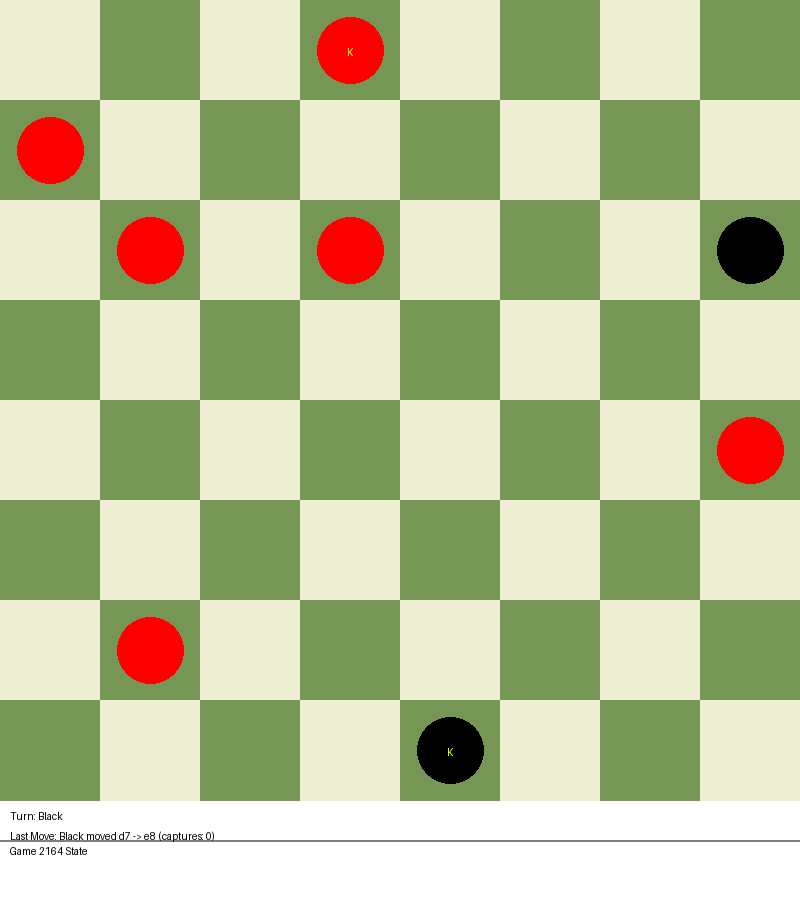 K
K
Turn: Black
Last Move: Black moved d7 -> e8 (captures: 0)
Game 2164 State